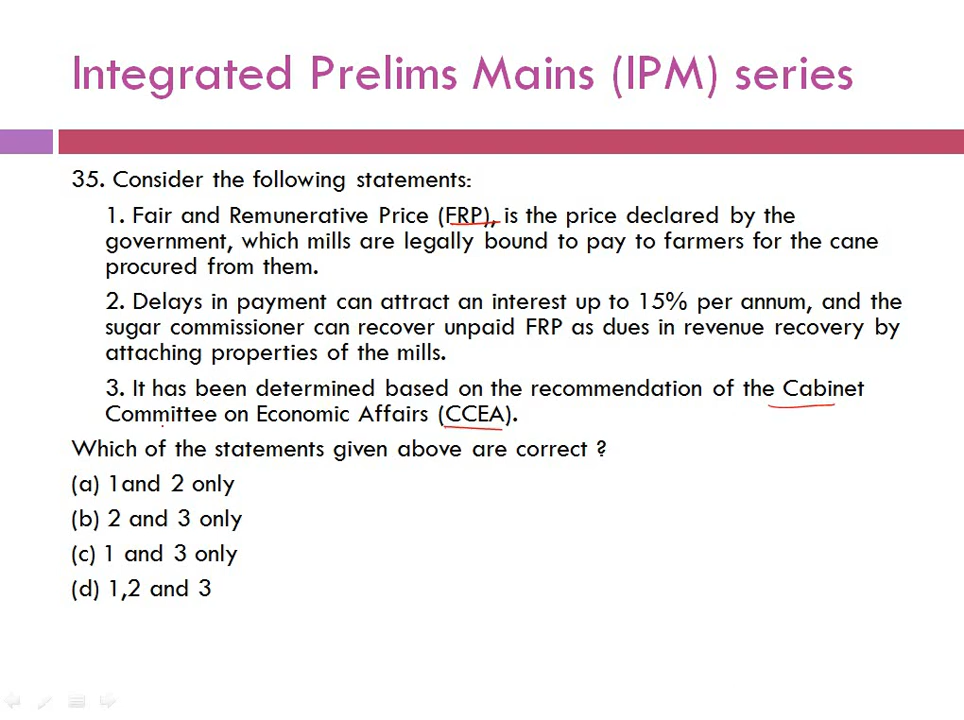 Integrated Prelims Mains (IPM) series
35. Consider the following statements:
1. Fair and Remunerative Price (FRP), is the price declared by the
government, which mills are legally bound to pay to farmers for the cane
procured from them.
2. Delays in payment can attract an interest up to 15% per annum, and the
sugar commissioner can recover unpaid FRP as dues in revenue recovery by
attaching properties of the mills.
3. It has been determined based on the recommendation of the Cabinet
Committee on Economic Affairs (CCEA).
Which of the statements given above are correct ?
(a) 1and 2 only
(b) 2 and 3 only
(c) 1 and 3 only
(d) 1,2 and 3